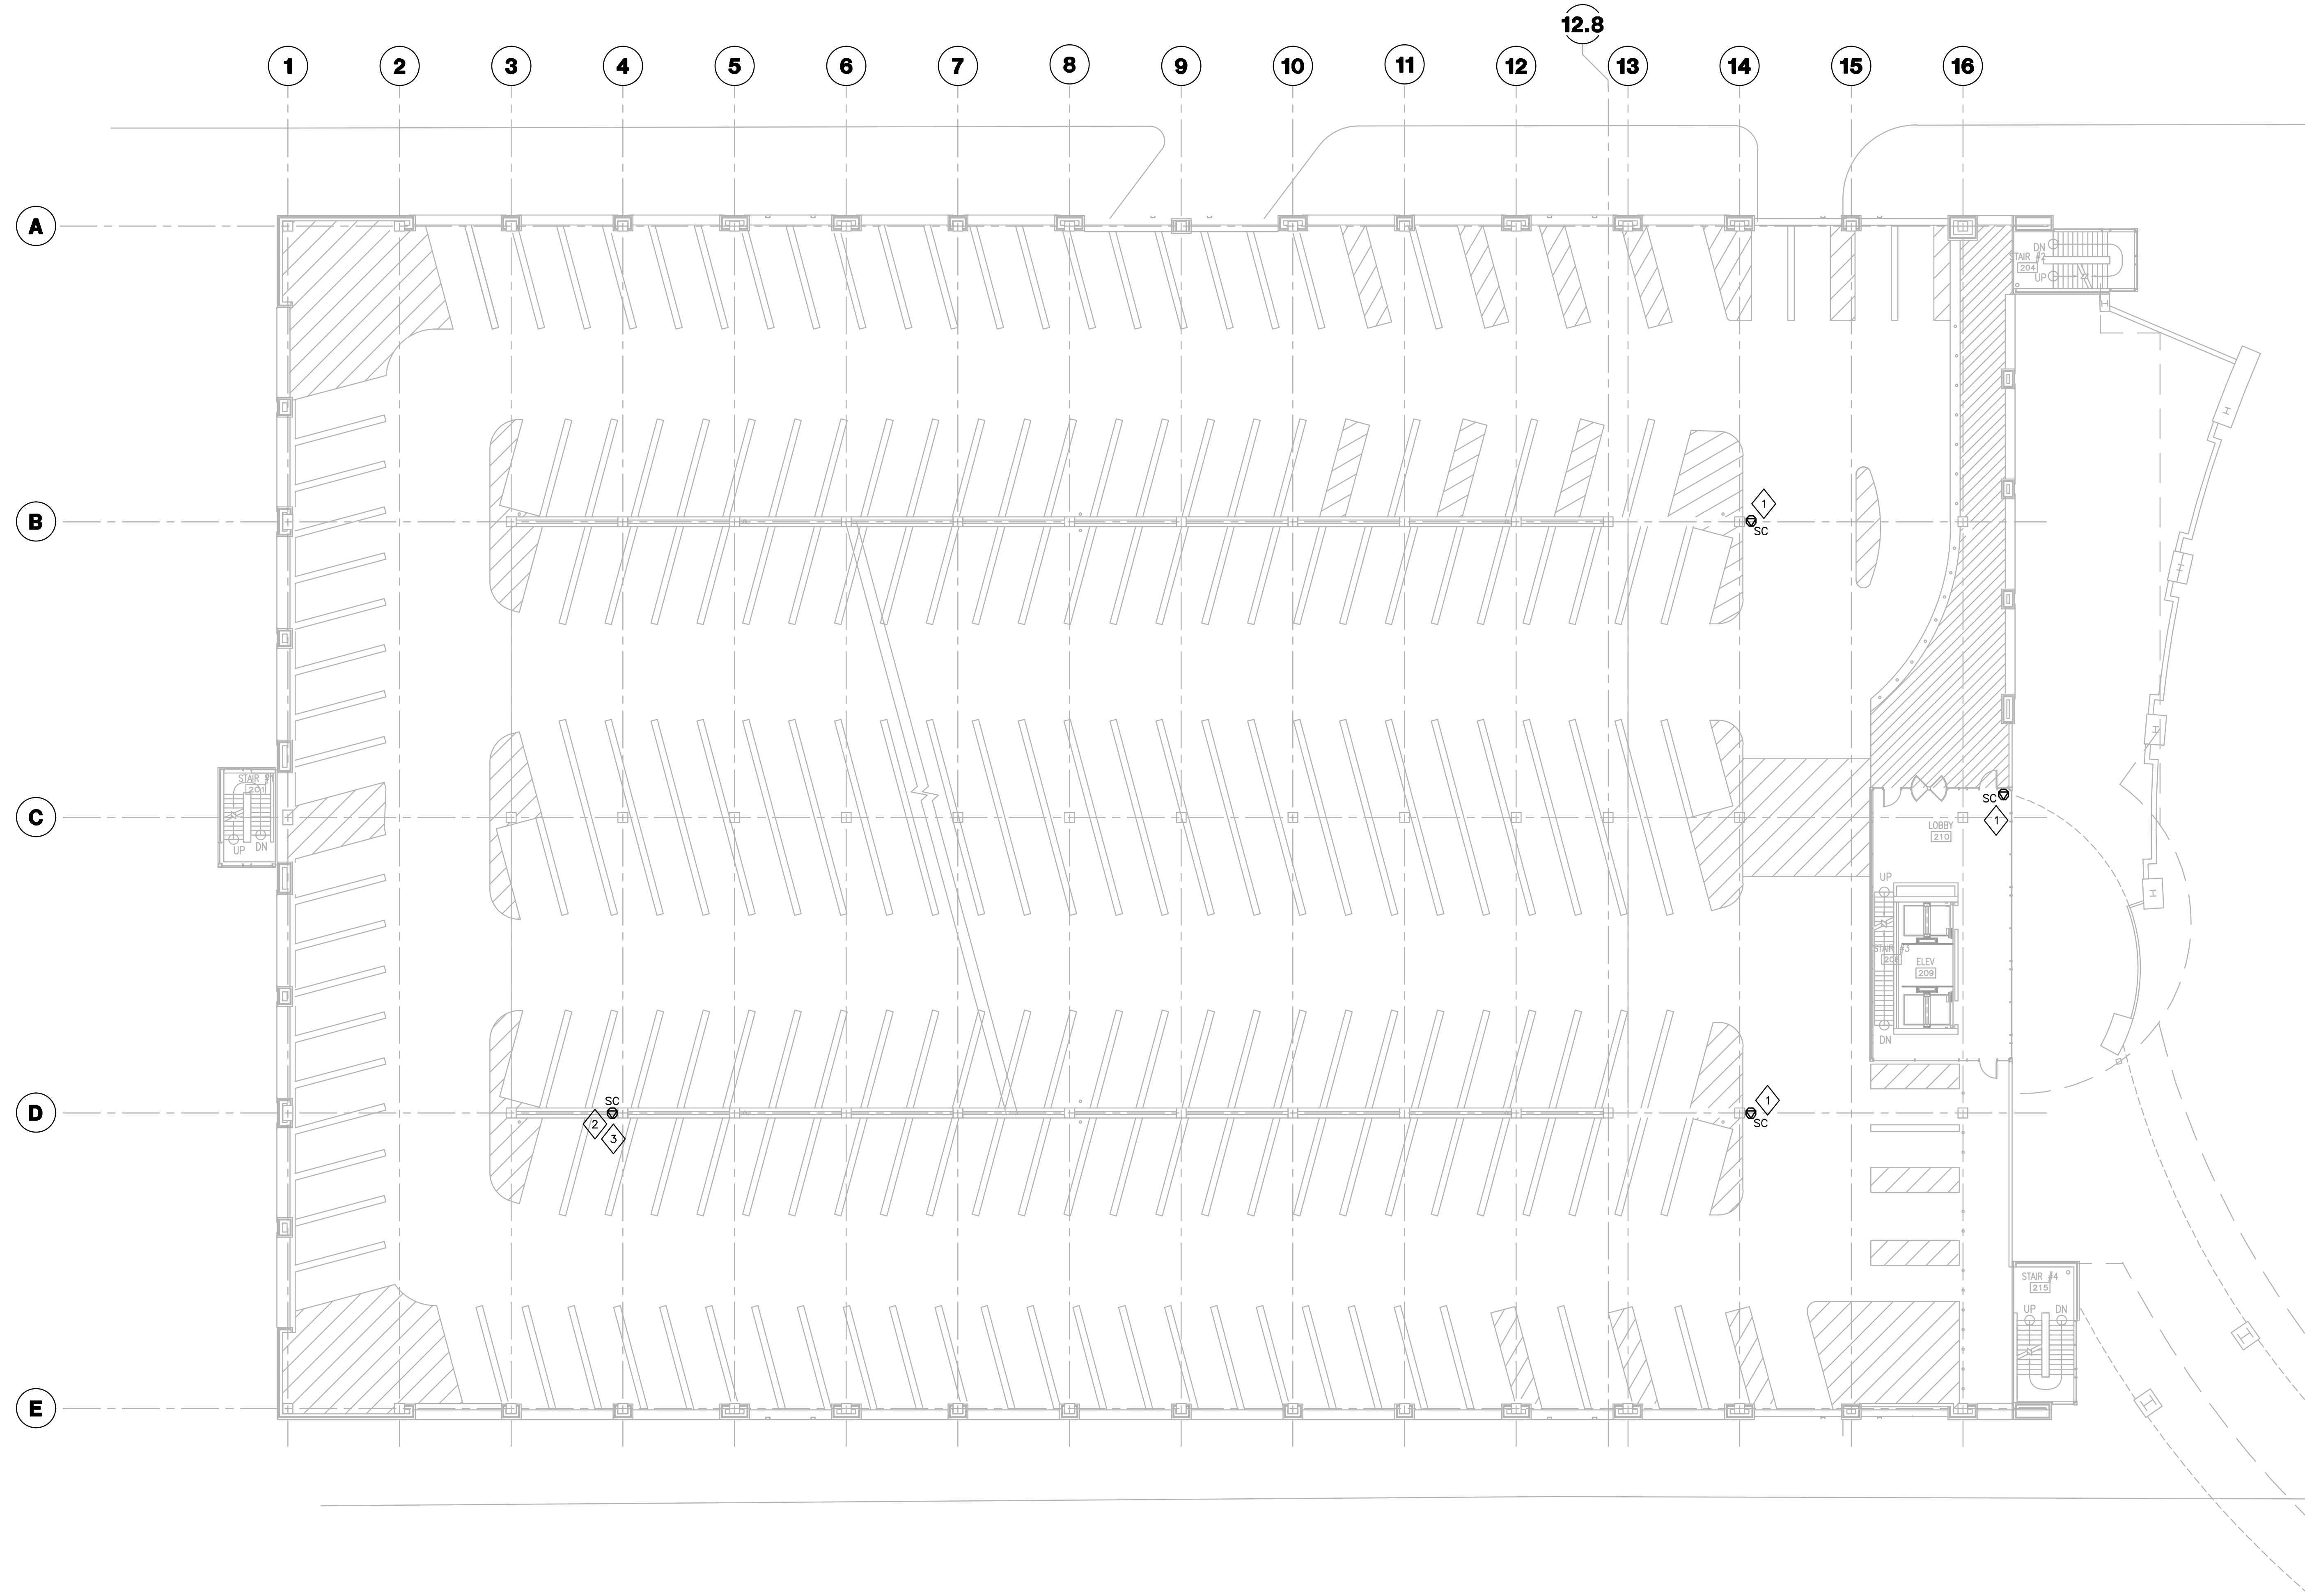 12.8
1 2 3 4 5 6 7 8 9 10 11 12 13 14 15 16
A
DN
STAIR #2
204
UP
B
1
SC
STAIR #1
201
UP DN
C
SC
1
LOBBY
210
UP
STAIR #3
ELEV
209
DN
D
SC
2
3
1
SC
STAIR #4
215
UP DN
E